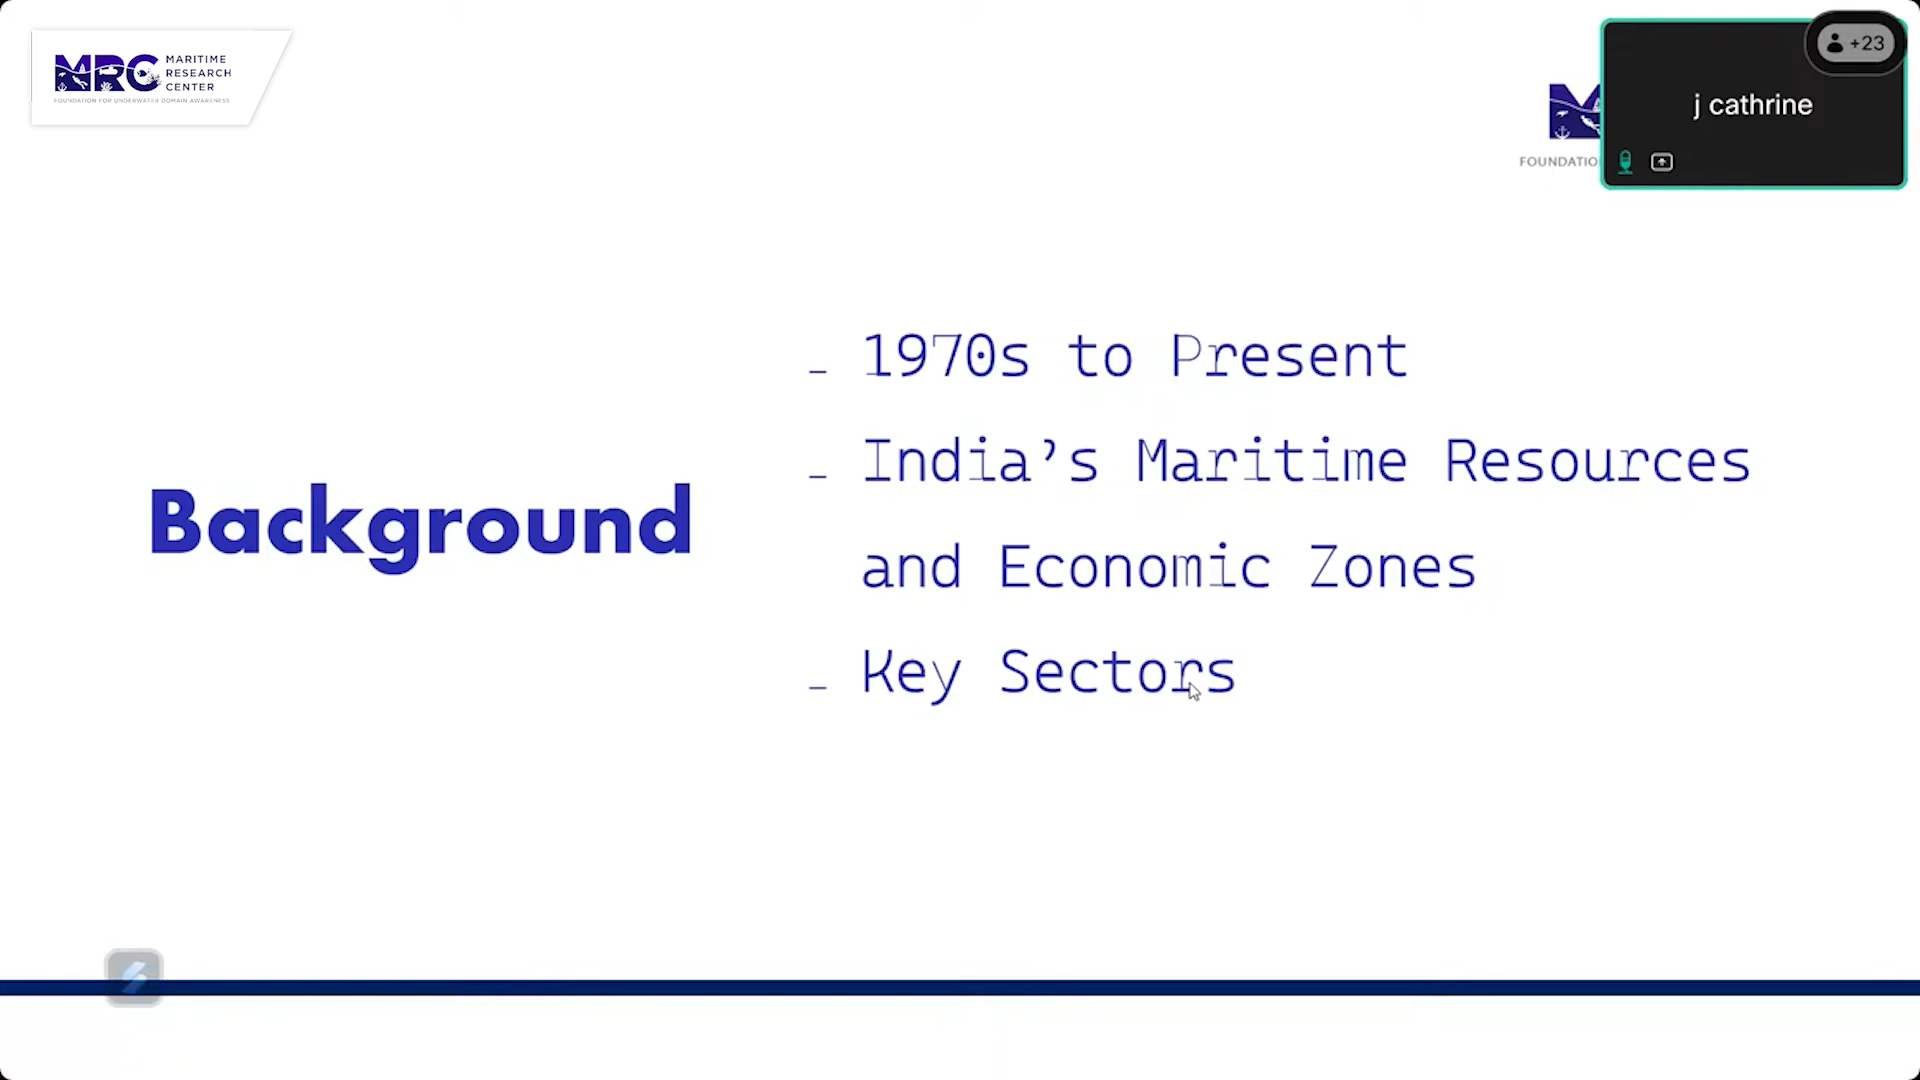 MRC MARITIME
RESEARCH
CENTER
FOUNDATION FOR UNDERWATER DOMAIN AWARENESS
+23
j cathrine
Background
– 1970s to Present
– India’s Maritime Resources
and Economic Zones
– Key Sectors